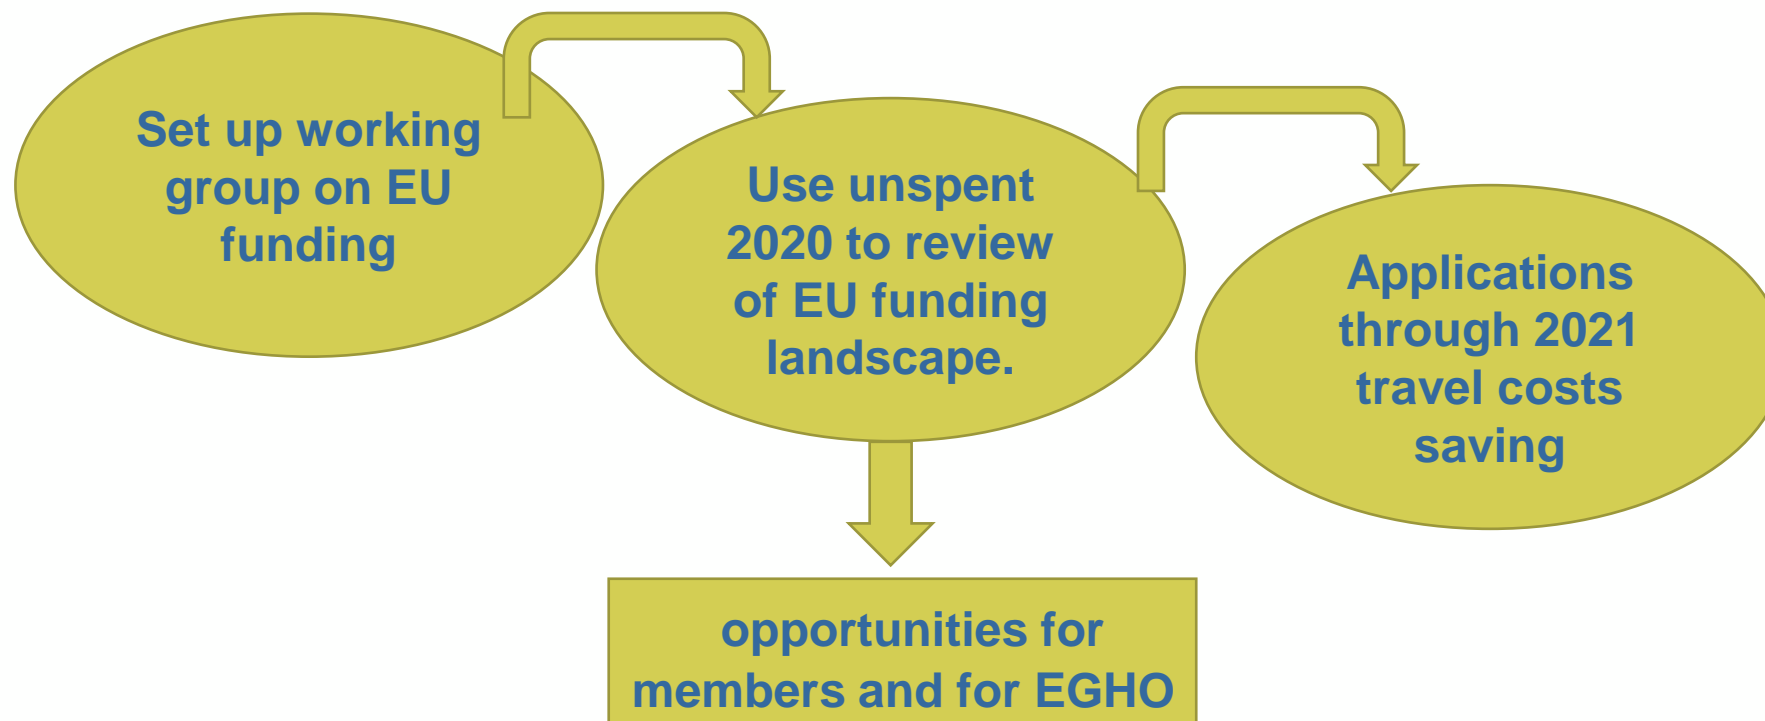 Set up working
group on EU
funding
Use unspent
2020 to review
of EU funding
landscape.
Applications
through 2021
travel costs
saving
opportunities for
members and for EGHO